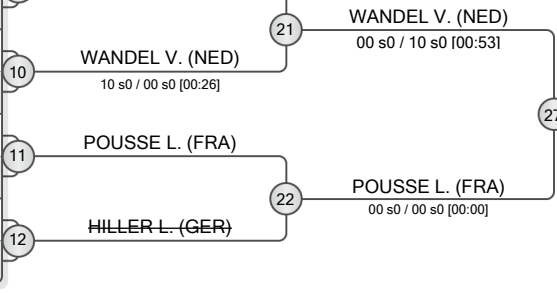 WANDEL V. (NED)
21
00 s0 / 10 s0 [00:53]
WANDEL V. (NED)
10
10 s0 / 00 s0 [00:26]
27
POUSSE L. (FRA)
11
POUSSE L. (FRA)
22
00 s0 / 00 s0 [00:00]
HILLER L. (GER)
12